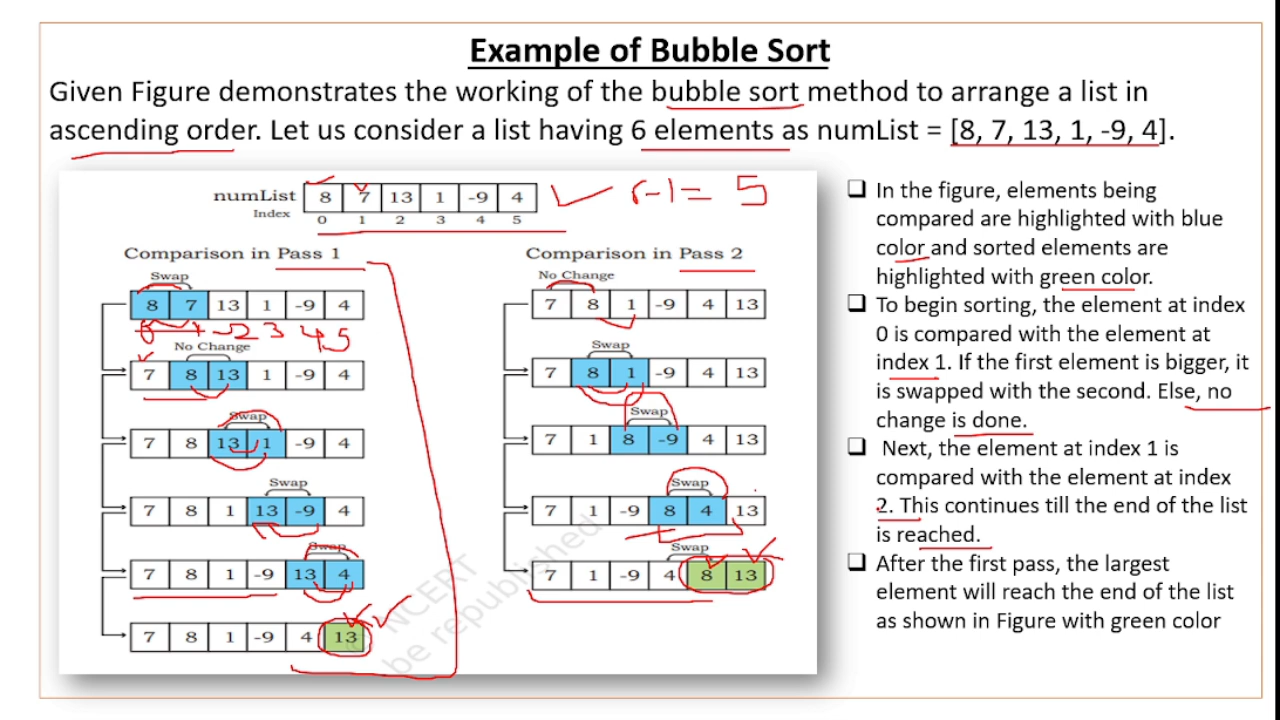 Example of Bubble Sort
Given Figure demonstrates the working of the bubble sort method to arrange a list in
ascending order. Let us consider a list having 6 elements as numList = [8, 7, 13, 1, -9, 4].
numList 8 7 13 1 -9 4
Index 0 1 2 3 4 5
r-1= 5
Comparison in Pass 1
Swap
8 7 13 1 -9 4
2 3 4 5
No Change
7 8 13 1 -9 4
Swap
7 8 13 1 -9 4
Swap
7 8 1 13 -9 4
Swap
7 8 1 -9 13 4
7 8 1 -9 4 13
Comparison in Pass 2
No Change
7 8 1 -9 4 13
Swap
7 8 1 -9 4 13
Swap
7 1 8 -9 4 13
Swap
7 1 -9 8 4 13
Swap
7 1 -9 4 8 13
NCERT
be republished
❑ In the figure, elements being
compared are highlighted with blue
color and sorted elements are
highlighted with green color.
❑ To begin sorting, the element at index
0 is compared with the element at
index 1. If the first element is bigger, it
is swapped with the second. Else, no
change is done.
❑ Next, the element at index 1 is
compared with the element at index
2. This continues till the end of the list
is reached.
❑ After the first pass, the largest
element will reach the end of the list
as shown in Figure with green color